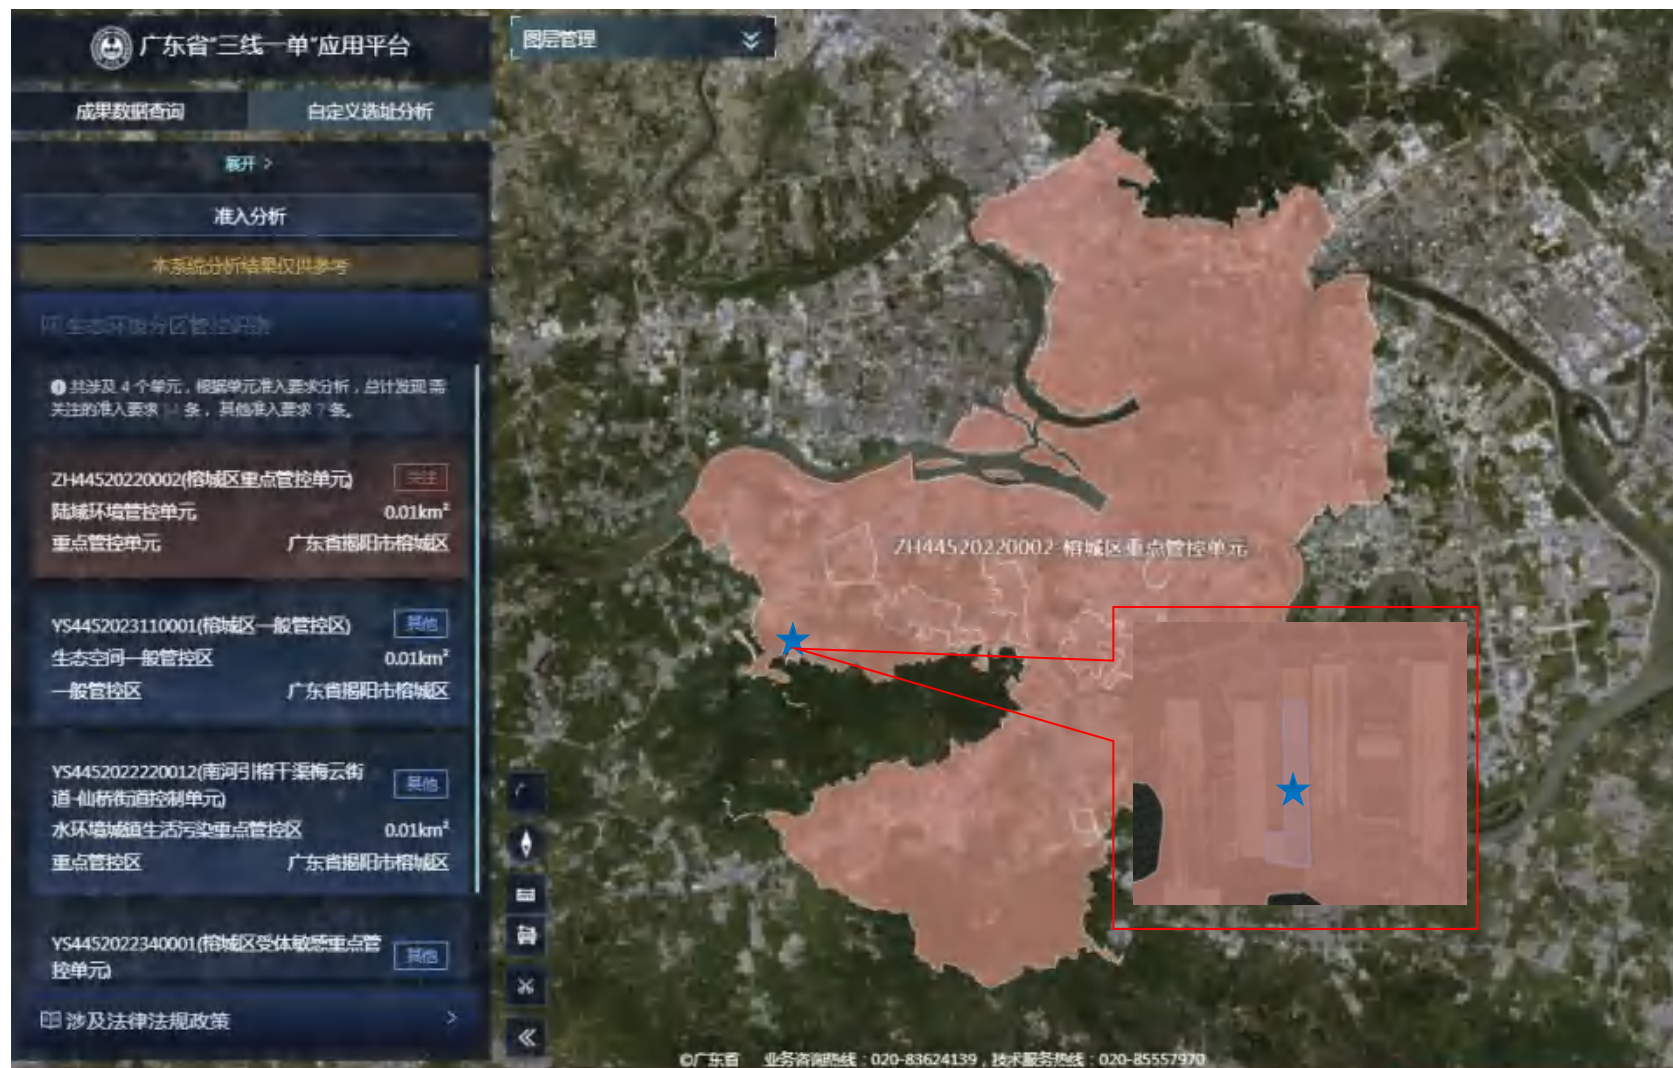 广东省“三线一单”应用平台
成果数据查询
自定义选址分析
展开 >
准入分析
本系统分析结果仅供参考
生态环境分区管控识别
共涉及 4 个单元，根据单元准入要求分析，总计发现需
关注的准入要求 条，其他准入要求 7 条。
ZH44520220002(榕城区重点管控单元)
关注
陆域环境管控单元 0.01km²
重点管控单元 广东省揭阳市榕城区
YS4452023110001(榕城区一般管控区)
其他
生态空间一般管控区 0.01km²
一般管控区 广东省揭阳市榕城区
YS4452022220012(南河引榕干渠梅云街
道-仙桥街道控制单元)
其他
水环境城镇生活污染重点管控区 0.01km²
重点管控区 广东省揭阳市榕城区
YS4452022340001(榕城区受体敏感重点管
控单元)
其他
涉及法律法规政策 >
图层管理
ZH44520220002-榕城区重点管控单元
©广东省 业务咨询热线：020-83624139，技术服务热线：020-85557970